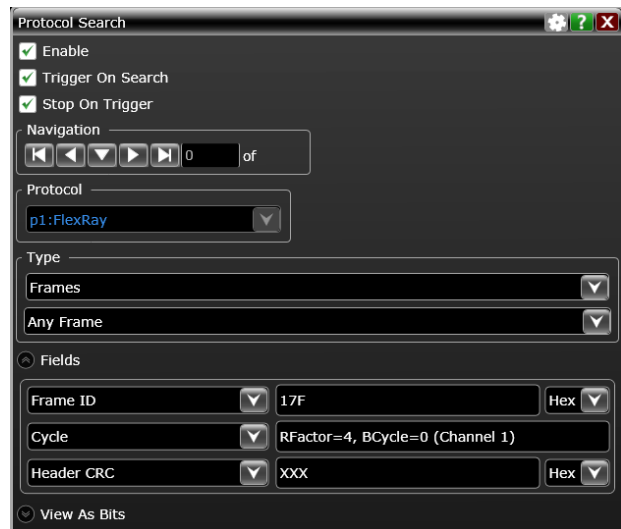 Protocol Search ? X
Enable
Trigger On Search
Stop On Trigger
Navigation
0 of
Protocol
p1:FlexRay
Type
Frames
Any Frame
Fields
Frame ID 17F Hex
Cycle RFactor=4, BCycle=0 (Channel 1)
Header CRC XXX Hex
View As Bits